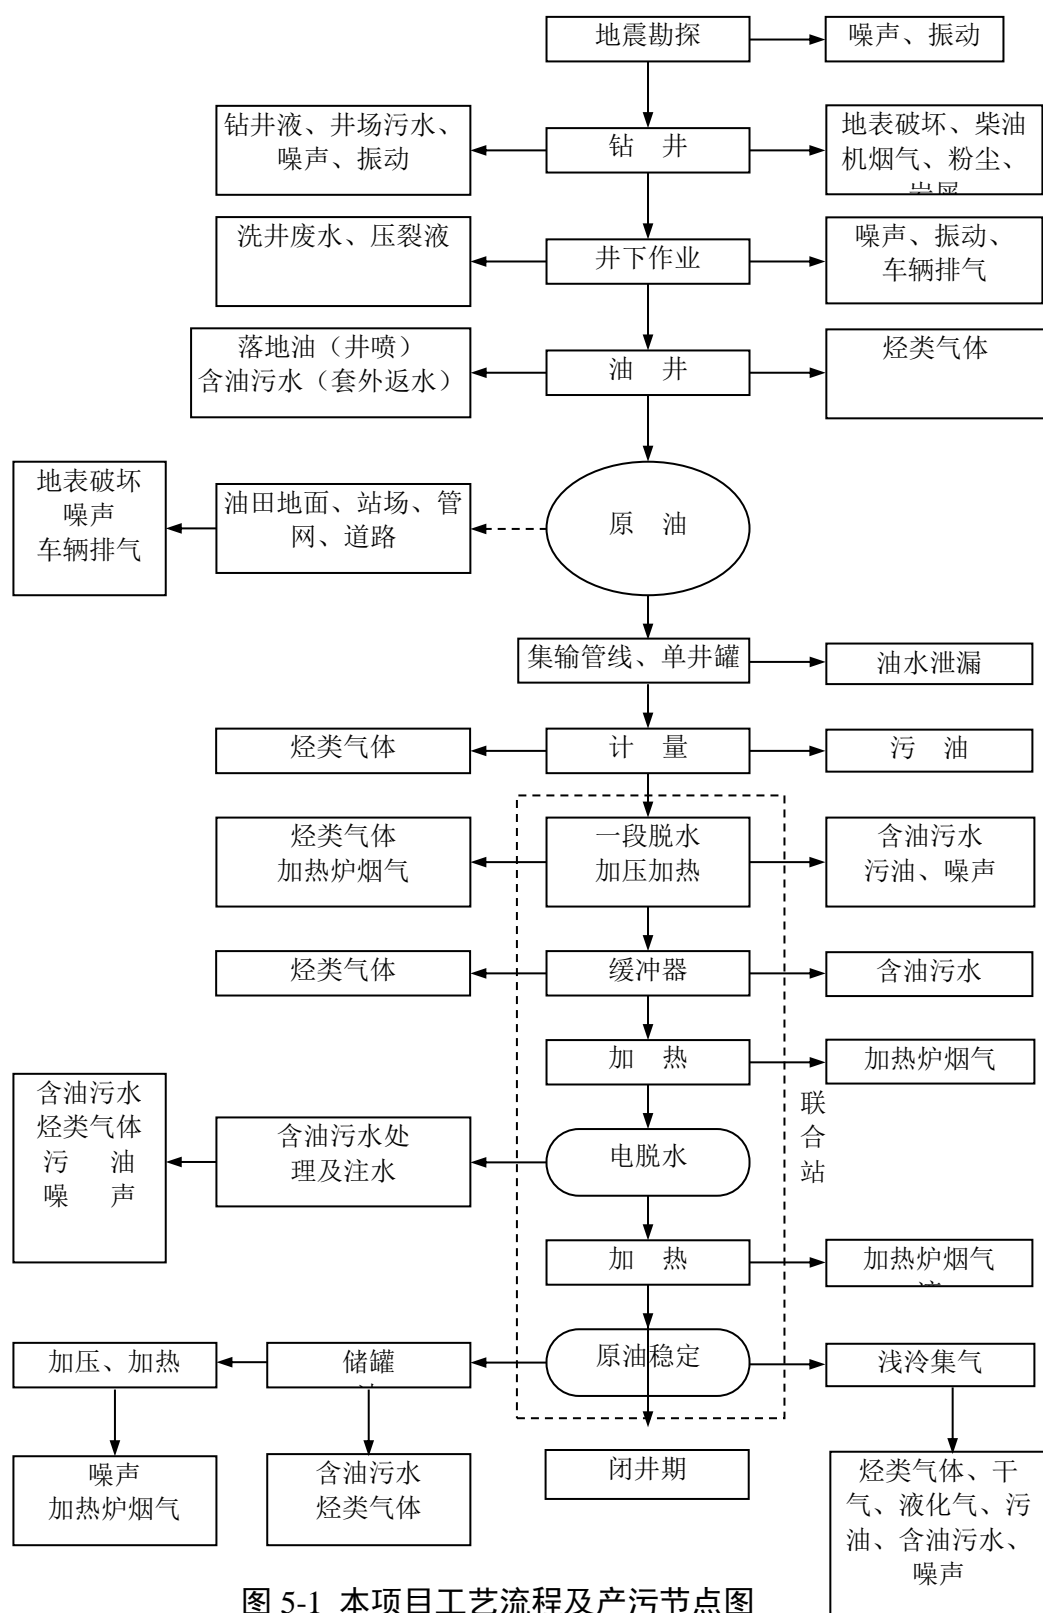 地震勘探
噪声、振动
钻井液、井场污水、
噪声、振动
钻 井
地表破坏、柴油
机烟气、粉尘、
洗井废水、压裂液
井下作业
噪声、振动、
车辆排气
落地油（井喷）
含油污水（套外返水）
油 井
烃类气体
地表破坏
噪声
车辆排气
油田地面、站场、管
网、道路
原 油
集输管线、单井罐
油水泄漏
烃类气体
计 量
污 油
烃类气体
加热炉烟气
一段脱水
加压加热
含油污水
污油、噪声
烃类气体
缓冲器
含油污水
加 热
加热炉烟气
联
合
站
含油污水
烃类气体
污 油
噪 声
含油污水处
理及注水
电脱水
加 热
加热炉烟气
加压、加热
储罐
原油稳定
浅冷集气
噪声
加热炉烟气
含油污水
烃类气体
闭井期
烃类气体、干
气、液化气、污
油、含油污水、
噪声
图 5-1 本项目工艺流程及产污节点图